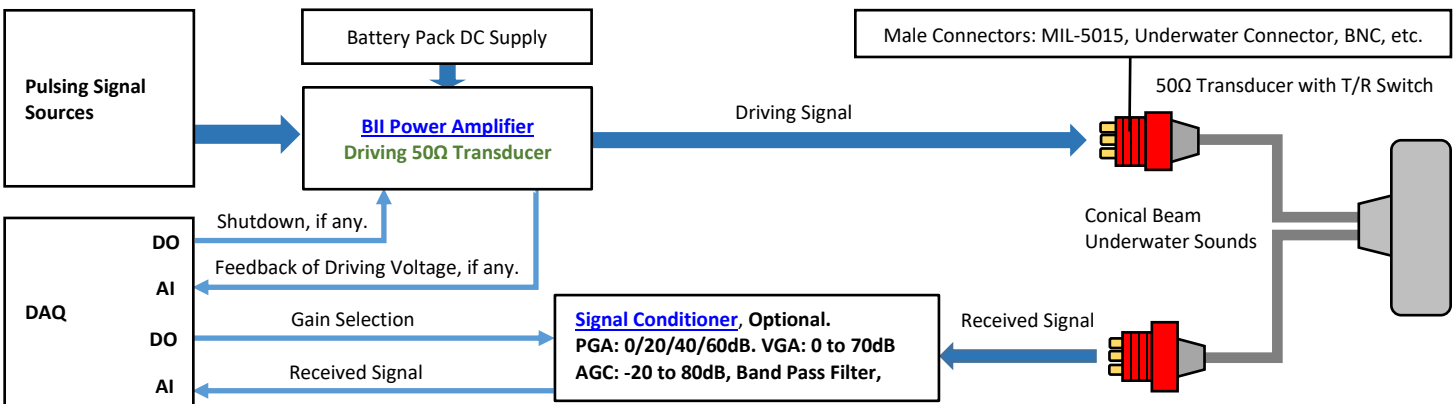 Battery Pack DC Supply
Male Connectors: MIL-5015, Underwater Connector, BNC, etc.
Pulsing Signal
Sources
50Ω Transducer with T/R Switch
BII Power Amplifier
Driving 50Ω Transducer
Driving Signal
Shutdown, if any.
Conical Beam
Underwater Sounds
DO
Feedback of Driving Voltage, if any.
AI
DAQ
Gain Selection
DO
Signal Conditioner, Optional.
PGA: 0/20/40/60dB. VGA: 0 to 70dB
AGC: -20 to 80dB, Band Pass Filter,
Received Signal
Received Signal
AI